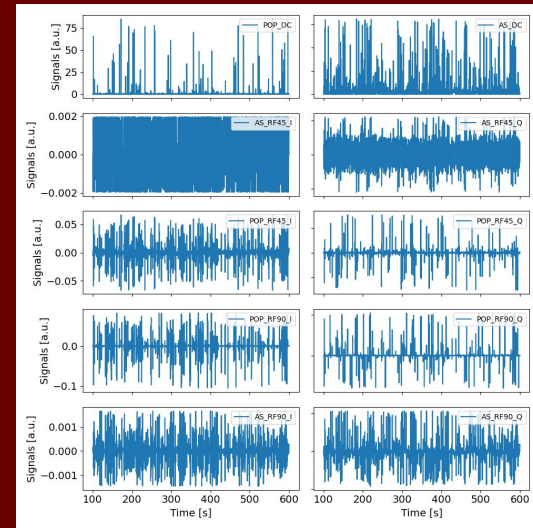 POP_DC
AS_DC
Signals [a.u.]
75
50
25
0
AS_RF45_I
AS_RF45_Q
Signals [a.u.]
0.002
0.000
−0.002
POP_RF45_I
POP_RF45_Q
Signals [a.u.]
0.05
0.00
−0.05
POP_RF90_I
POP_RF90_Q
Signals [a.u.]
0.0
−0.1
AS_RF90_I
AS_RF90_Q
Signals [a.u.]
0.001
0.000
−0.001
100 200 300 400 500 600 100 200 300 400 500 600
Time [s] Time [s]